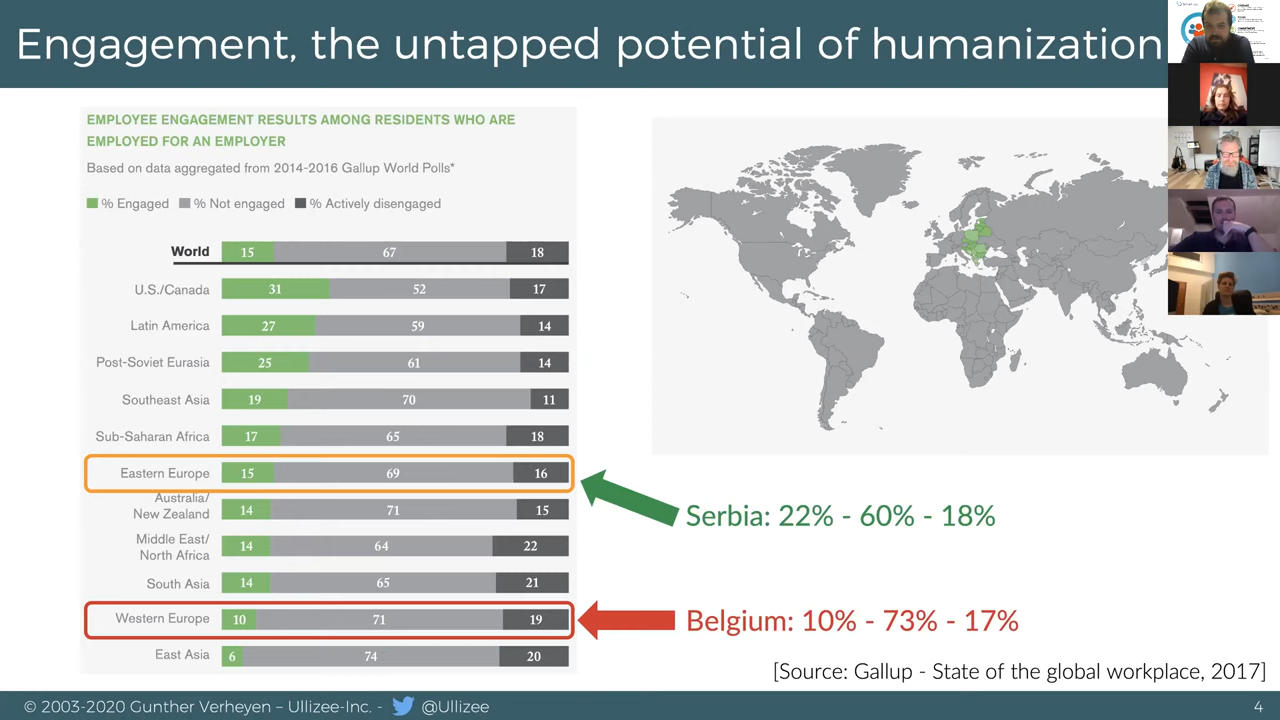 Engagement, the untapped potential of humanization
EMPLOYEE ENGAGEMENT RESULTS AMONG RESIDENTS WHO ARE
EMPLOYED FOR AN EMPLOYER
Based on data aggregated from 2014-2016 Gallup World Polls*
% Engaged % Not engaged % Actively disengaged
World 15 67 18
U.S./Canada 31 52 17
Latin America 27 59 14
Post-Soviet Eurasia 25 61 14
Southeast Asia 19 70 11
Sub-Saharan Africa 17 65 18
Eastern Europe 15 69 16
Australia/
New Zealand 14 71 15
Middle East/
North Africa 14 64 22
South Asia 14 65 21
Western Europe 10 71 19
East Asia 6 74 20
Serbia: 22% - 60% - 18%
Belgium: 10% - 73% - 17%
[Source: Gallup - State of the global workplace, 2017]
© 2003-2020 Gunther Verheyen – Ullizee-Inc. - @Ullizee
4